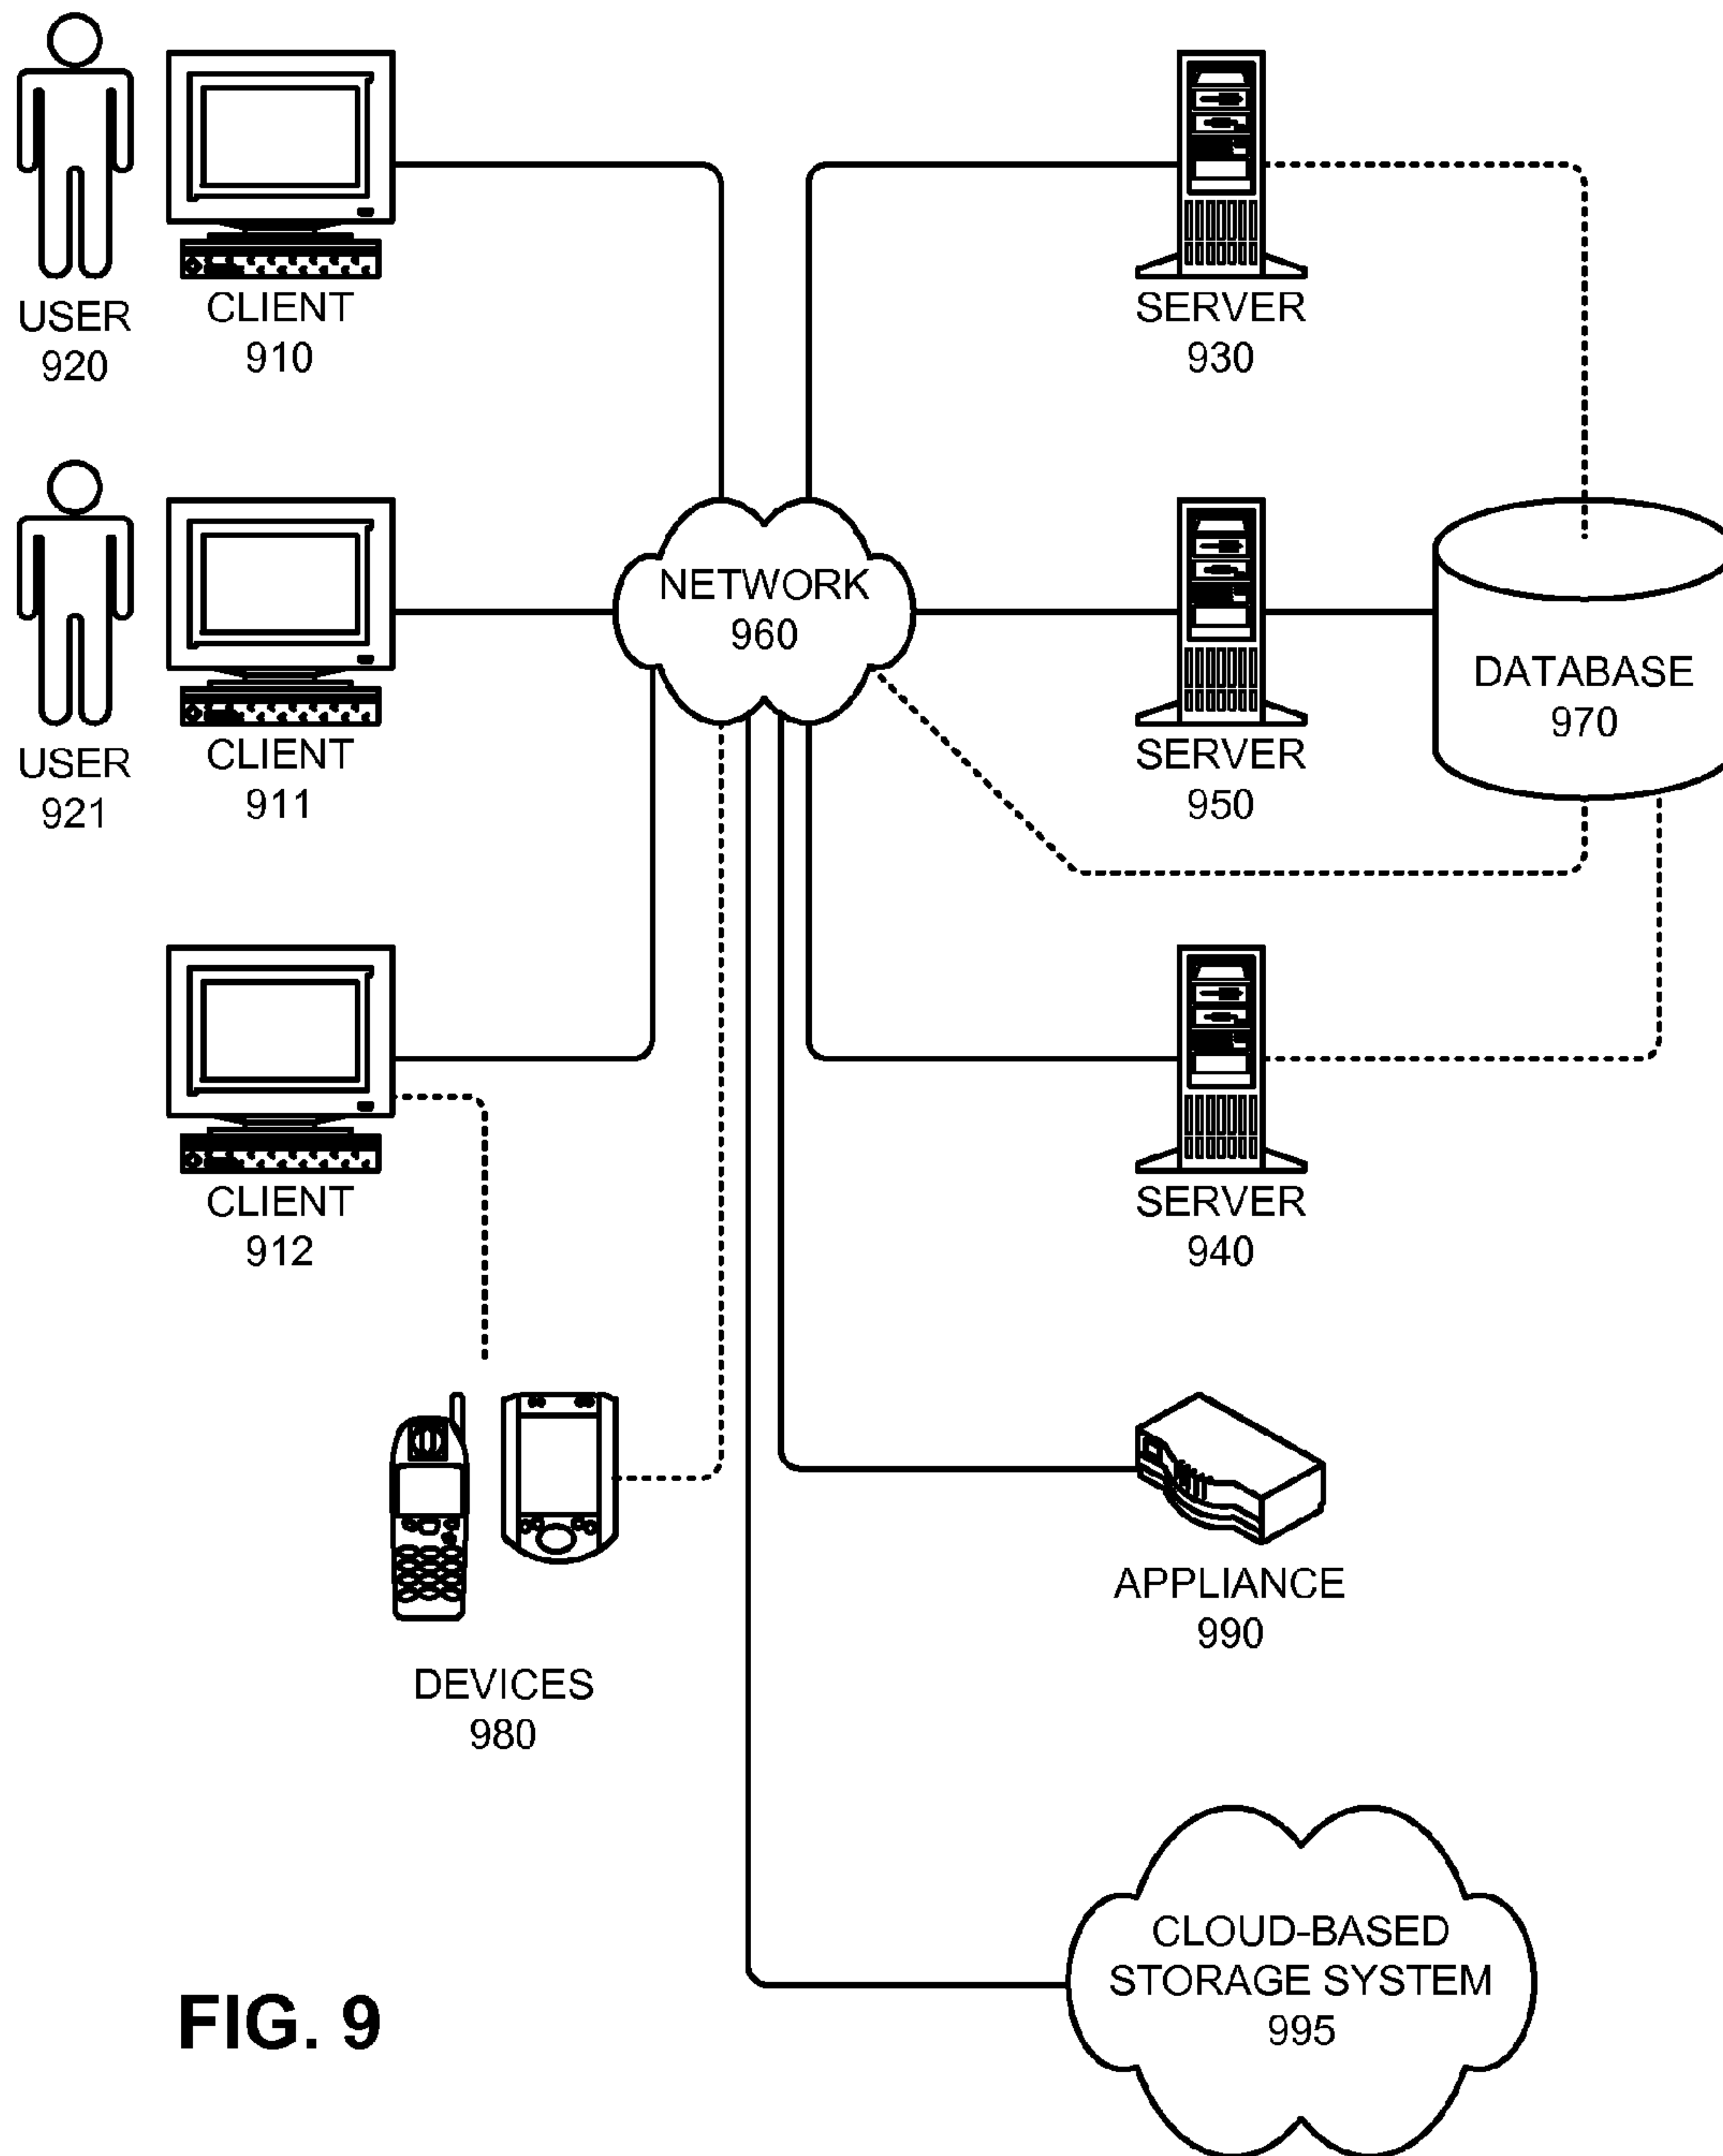 USER
920
CLIENT
910
SERVER
930
NETWORK
960
USER
921
CLIENT
911
SERVER
950
DATABASE
970
CLIENT
912
SERVER
940
DEVICES
980
APPLIANCE
990
CLOUD-BASED
STORAGE SYSTEM
995
FIG. 9